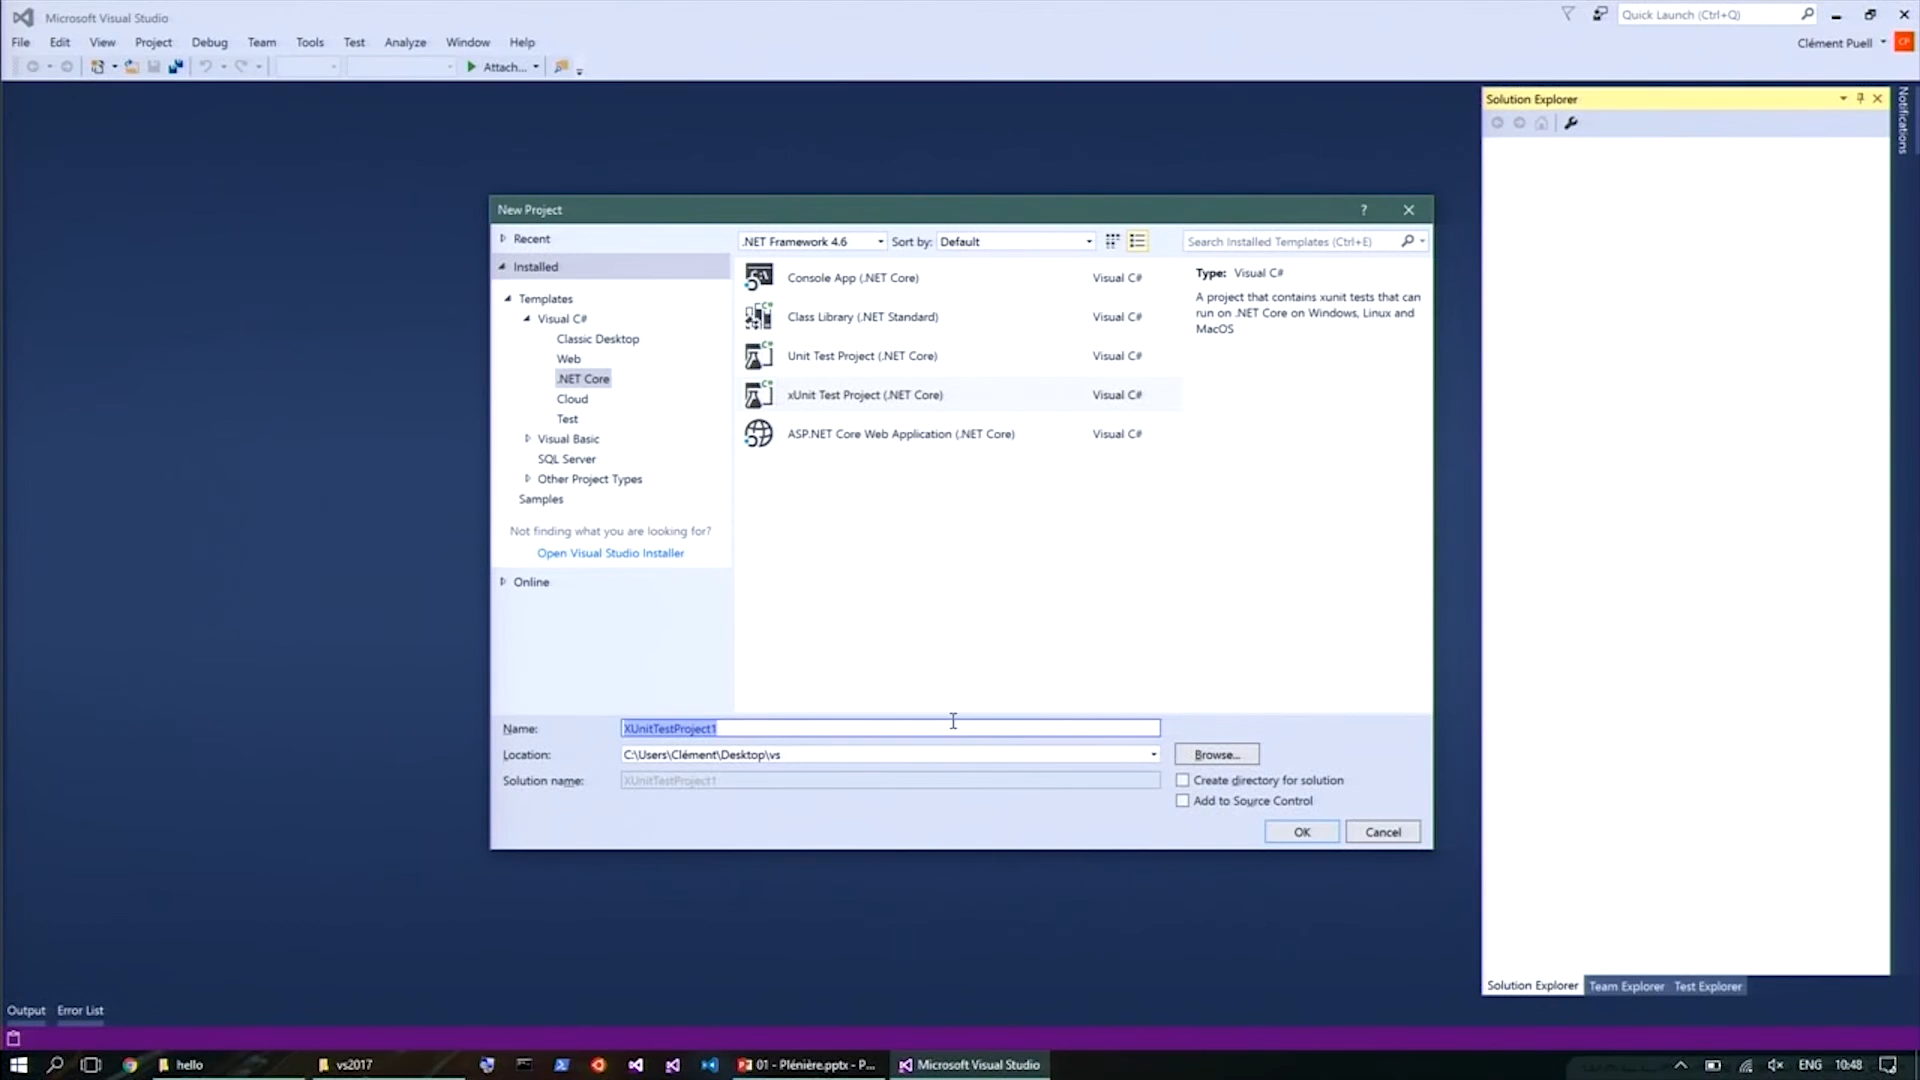 Microsoft Visual Studio
Quick Launch (Ctrl+Q)
File Edit View Project Debug Team Tools Test Analyze Window Help
Clément Puell
CP
Attach...
Solution Explorer
Notifications
New Project
?
Recent
.NET Framework 4.6
Sort by: Default
Search Installed Templates (Ctrl+E)
Installed
Templates
Visual C#
Classic Desktop
Web
.NET Core
Cloud
Test
Visual Basic
SQL Server
Other Project Types
Samples
Not finding what you are looking for?
Open Visual Studio Installer
Online
Console App (.NET Core) Visual C#
Class Library (.NET Standard) Visual C#
Unit Test Project (.NET Core) Visual C#
xUnit Test Project (.NET Core) Visual C#
ASP.NET Core Web Application (.NET Core) Visual C#
Type: Visual C#
A project that contains xunit tests that can
run on .NET Core on Windows, Linux and
MacOS
Name: XUnitTestProject1
Location: C:\Users\Clément\Desktop\vs
Browse...
Solution name: XUnitTestProject1
Create directory for solution
Add to Source Control
OK Cancel
Solution Explorer Team Explorer Test Explorer
Output Error List
hello
vs2017
01 - Plénière.pptx - P...
Microsoft Visual Studio
ENG 10:48